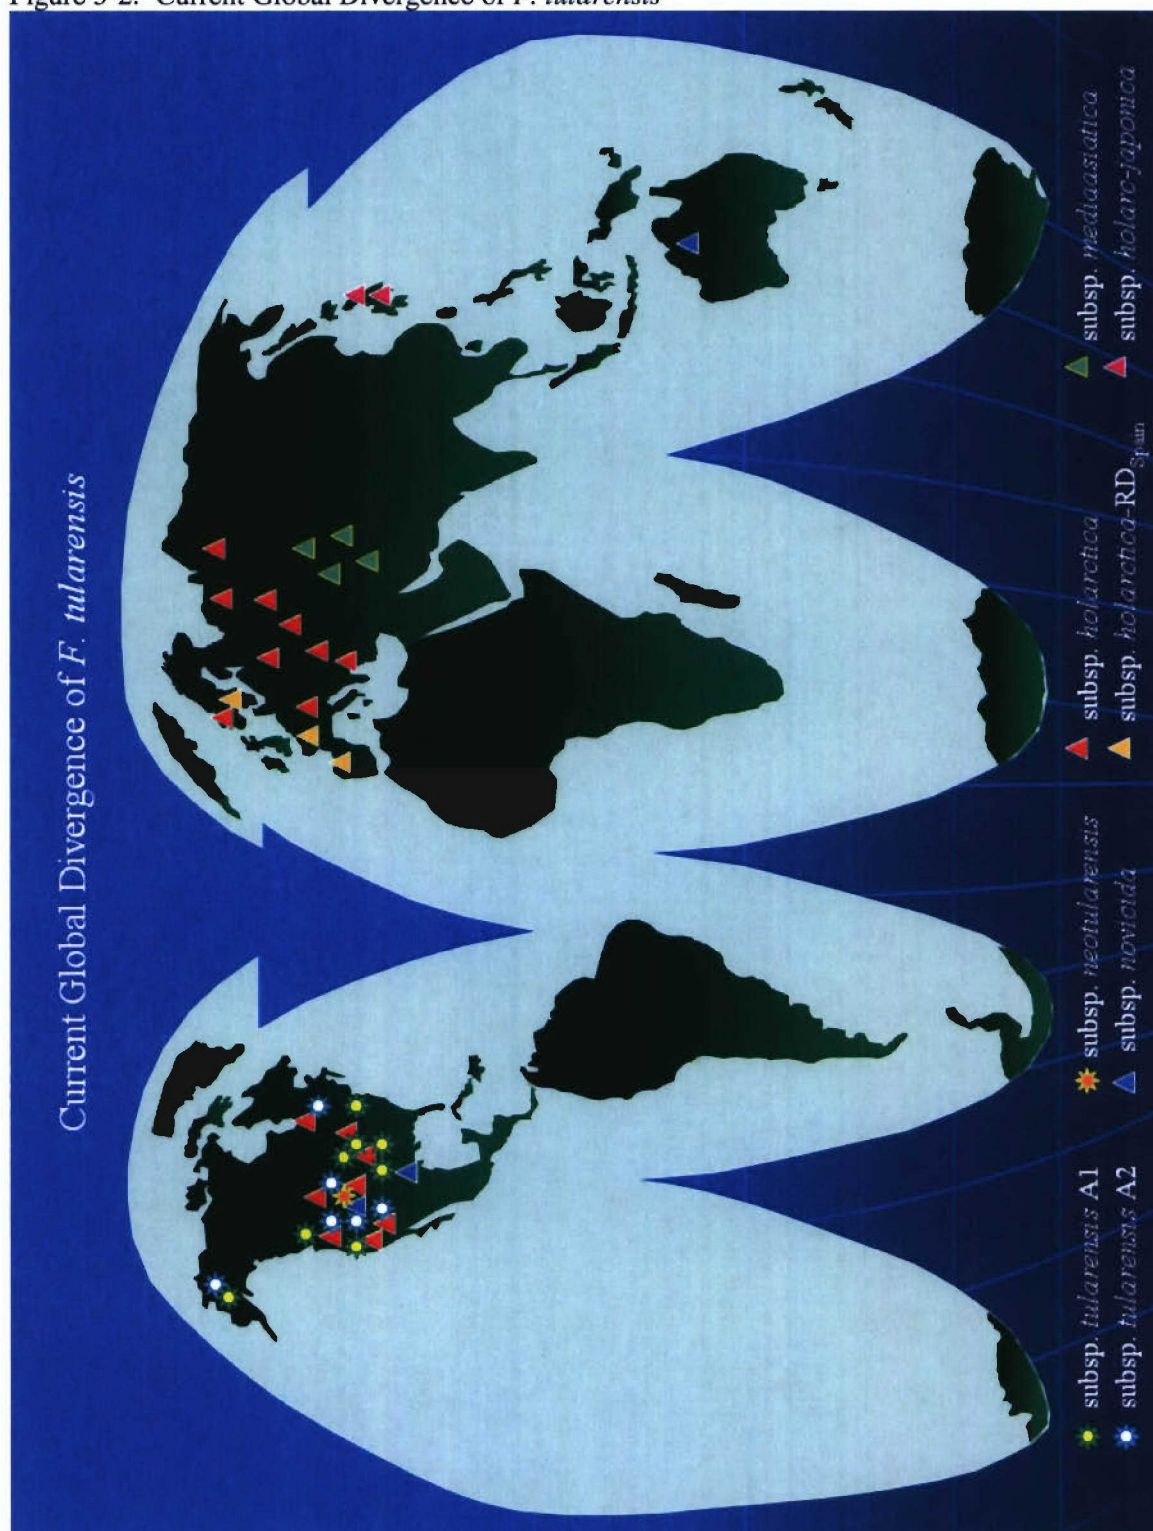 Figure 3-2. Current Global Divergence of F. tularensis
Current Global Divergence of F. tularensis
subsp. tularensis A1
subsp. tularensis A2
subsp. neotularensis
subsp. novicida
subsp. holarctica
subsp. holarctica-RDSpain
subsp. mediaasiatica
subsp. holarc-japonica